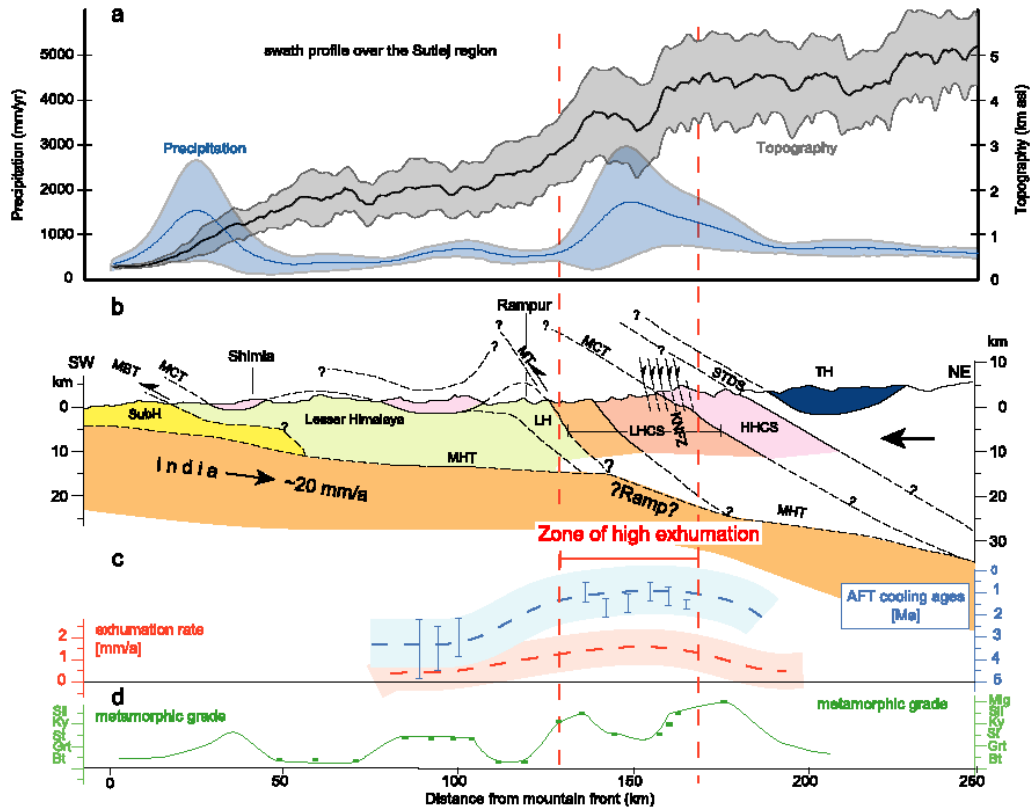 a
swath profile over the Sutlej region
Precipitation (mm/yr)
5000
4000
3000
2000
1000
0
Precipitation
Topography
Topography (km asl)
5
4
3
2
1
0
b
Rampur
SW
NE
km
0
10
20
MBT
MCT
Shimla
?
?
?
?
MT
?
MCT
?
?
STDS
TH
10
km
0
10
20
30
SubH
?
Lesser Himalaya
LH
LHCS
KNFZ
HHCS
MHT
India
~20 mm/a
?
?Ramp?
?
?
?
MHT
Zone of high exhumation
c
exhumation rate
[mm/a]
2
1
0
AFT cooling ages
[Ma]
0
1
2
3
4
5
d
metamorphic grade
Sil
Ky
St
Grt
Bt
metamorphic grade
Mig
Sil
Ky
St
Grt
Bt
0
50
100
150
200
250
Distance from mountain front (km)